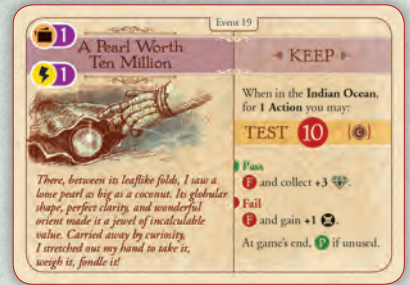 Event 19
1
A Pearl Worth
Ten Million
1
There, between its leaflike folds, I saw a
loose pearl as big as a coconut. Its globular
shape, perfect clarity, and wonderful
orient made is a jewel of incalculable
value. Carried away by curiosity,
I stretched out my hand to take it,
weigh it, fondle it!
KEEP
When in the Indian Ocean,
for 1 Action you may:
TEST 10
Pass
F and collect +3 .
Fail
F and gain +1 .
At game's end, P if unused.